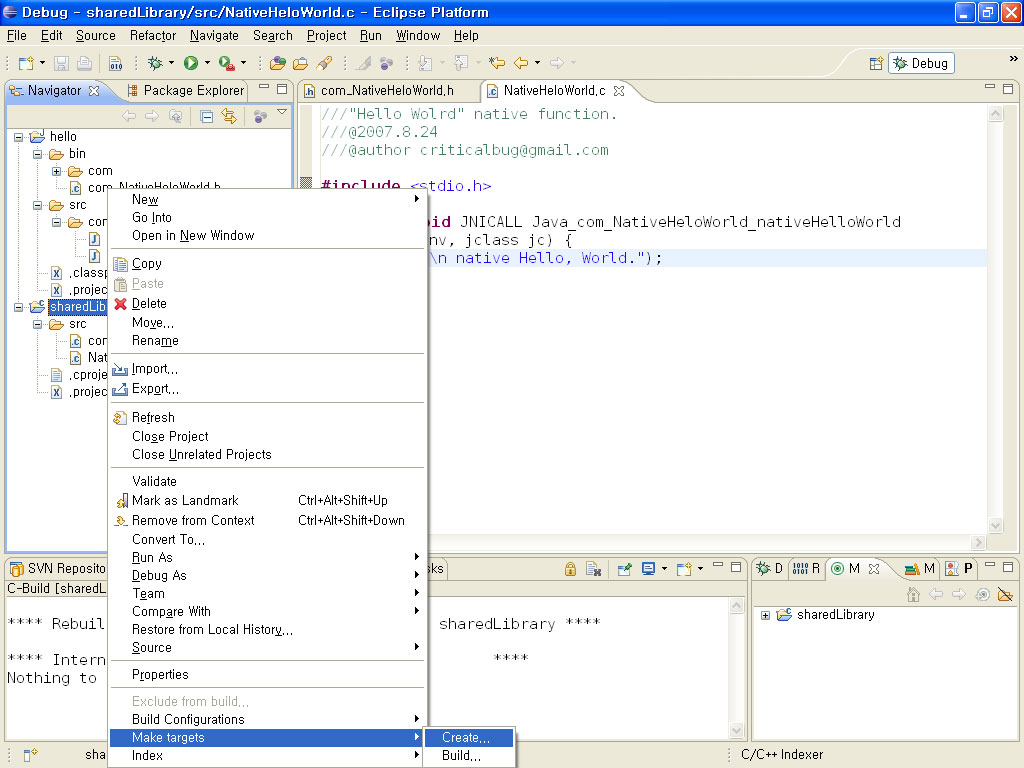 Debug - sharedLibrary/src/NativeHeloWorld.c - Eclipse Platform
File Edit Source Refactor Navigate Search Project Run Window Help
Debug
Navigator Package Explorer
com_NativeHeloWorld.h NativeHeloWorld.c
hello
bin
com
com_NativeHeloWorld.h
src
.classp
.projec
sharedLib
src
Nat
.cproje
.projec
///"Hello Wolrd" native function.
///@2007.8.24
///@author criticalbug@gmail.com
#include <stdio.h>
oid JNICALL Java_com_NativeHeloWorld_nativeHelloWorld
nv, jclass jc) {
\n native Hello, World.");
New
Go Into
Open in New Window
Copy
Paste
Delete
Move...
Rename
Import...
Export...
Refresh
Close Project
Close Unrelated Projects
Validate
Mark as Landmark Ctrl+Alt+Shift+Up
Remove from Context Ctrl+Alt+Shift+Down
Convert To...
Run As
Debug As
Team
Compare With
Restore from Local History...
Source
Properties
Exclude from build...
Build Configurations
Make targets
Index
Create...
Build...
SVN Reposito sks
C-Build [sharedL
**** Rebuil sharedLibrary ****
**** Intern ****
Nothing to
D R M M P
sharedLibrary
sha
C/C++ Indexer